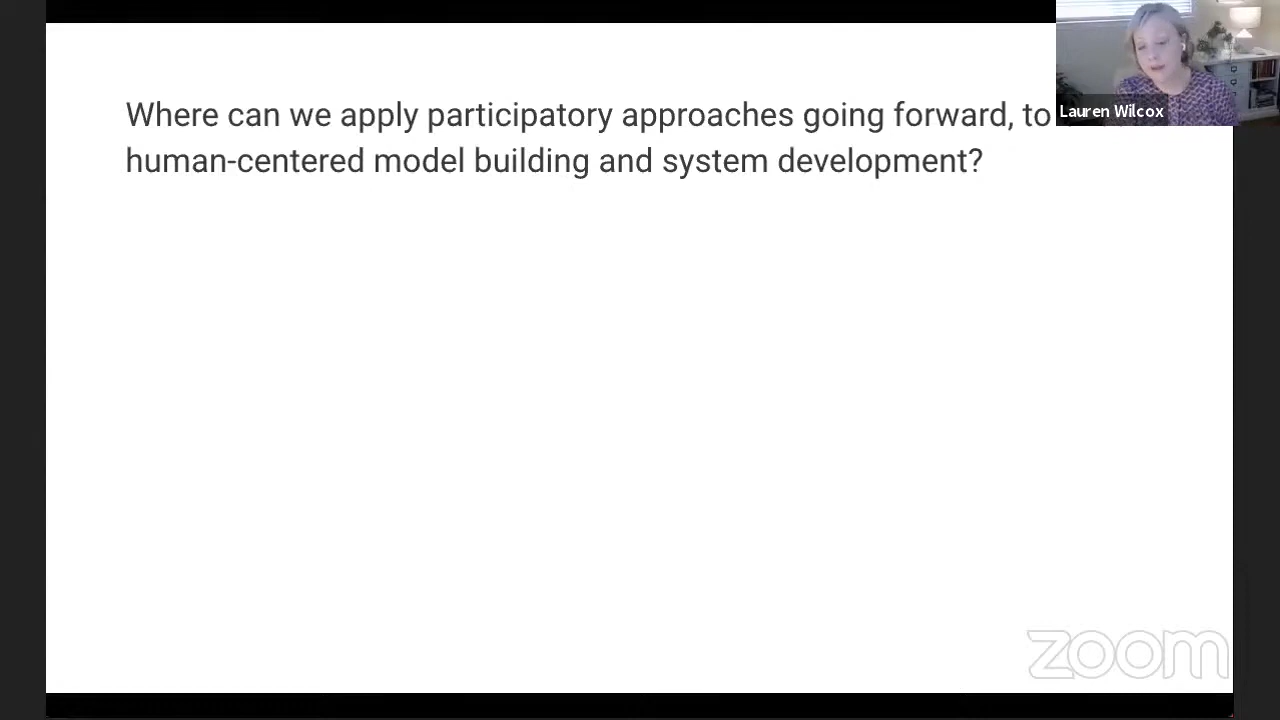 Where can we apply participatory approaches going forward, to
human-centered model building and system development?
Lauren Wilcox
zoom